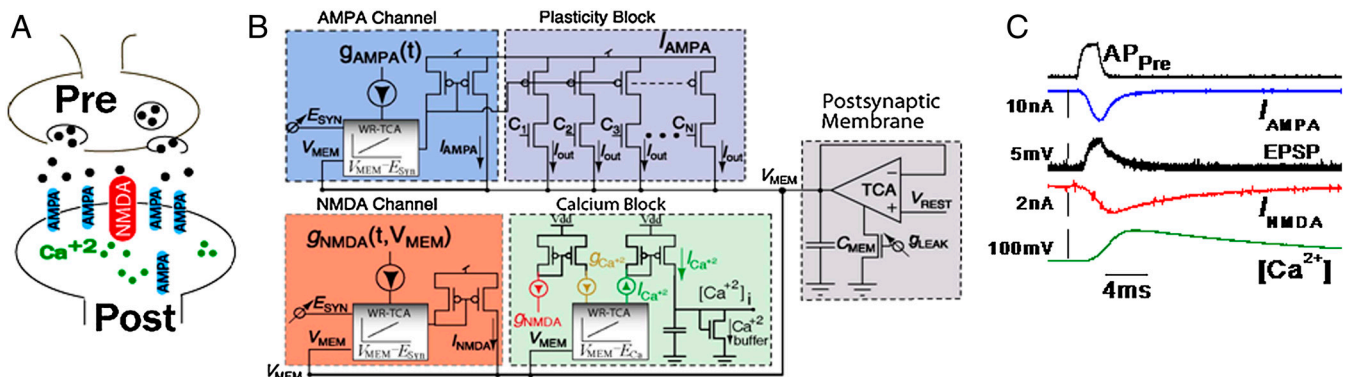 A
Pre
AMPA
AMPA
NMDA
AMPA
AMPA
Ca+2
AMPA
Post
B
AMPA Channel
gAMPA(t)
ESYN
VMEM
WR-TCA
VMEM-ESyn
IAMPA
Plasticity Block
IAMPA
C1
C2
C3
CN
Iout
Iout
Iout
Iout
VMEM
Postsynaptic
Membrane
TCA
−
+
VREST
CMEM
gLEAK
NMDA Channel
gNMDA(t,VMEM)
ESYN
VMEM
WR-TCA
VMEM-ESyn
INMDA
VMEM
Calcium Block
Vdd
Vdd
gCa+2
ICa+2
ICa+2
gNMDA
VMEM
WR-TCA
VMEM-ECa
[Ca+2]i
Ca+2
buffer
C
APPre
10nA
IAMPA
5mV
EPSP
2nA
INMDA
100mV
[Ca2+]
4ms